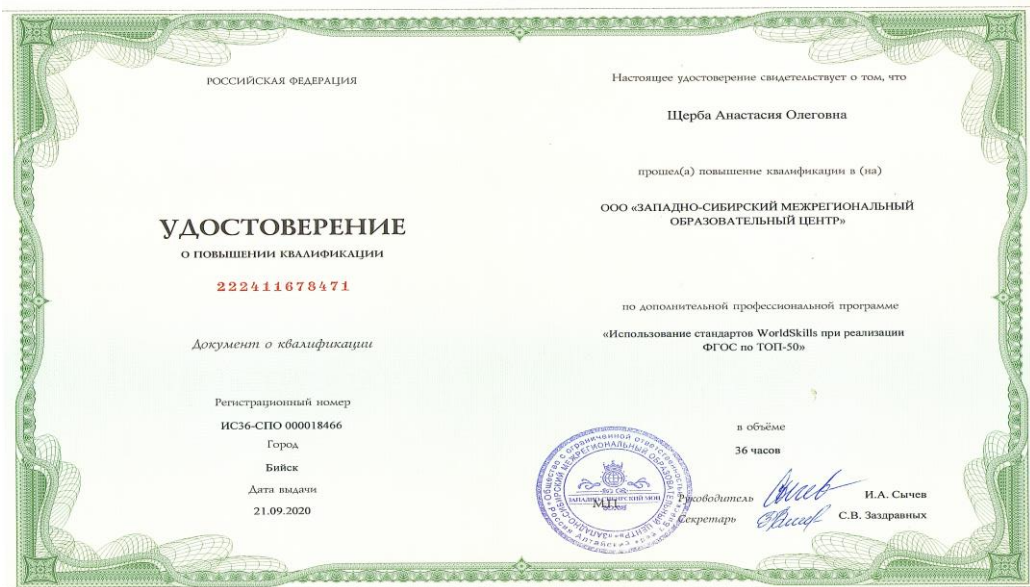 РОССИЙСКАЯ ФЕДЕРАЦИЯ
УДОСТОВЕРЕНИЕ
О ПОВЫШЕНИИ КВАЛИФИКАЦИИ
222411678471
Документ о квалификации
Регистрационный номер
ИС36-СПО 000018466
Город
Бийск
Дата выдачи
21.09.2020
Настоящее удостоверение свидетельствует о том, что
Щерба Анастасия Олеговна
прошел(а) повышение квалификации в (на)
ООО «ЗАПАДНО-СИБИРСКИЙ МЕЖРЕГИОНАЛЬНЫЙ
ОБРАЗОВАТЕЛЬНЫЙ ЦЕНТР»
по дополнительной профессиональной программе
«Использование стандартов WorldSkills при реализации
ФГОС по ТОП-50»
в объёме
36 часов
М.П.
Руководитель И.А. Сычев
Секретарь С.В. Заздравных